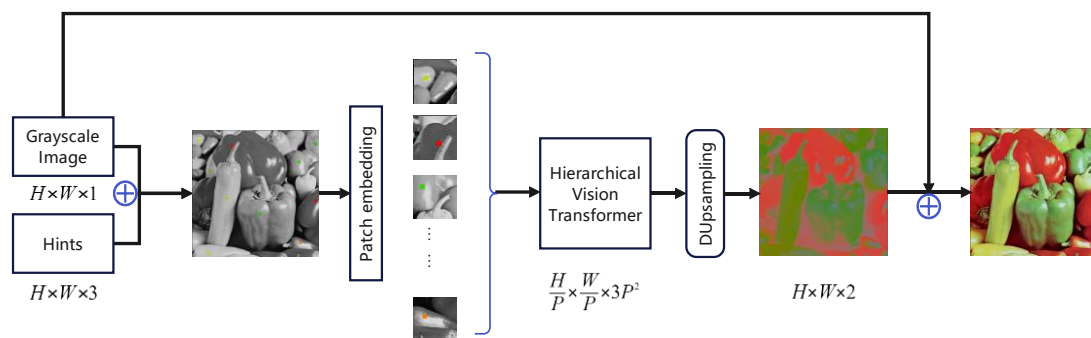 Grayscale
Image
H×W×1
Hints
H×W×3
Patch embedding
...
...
Hierarchical
Vision
Transformer
H/P×W/P×3P²
DUpsampling
H×W×2